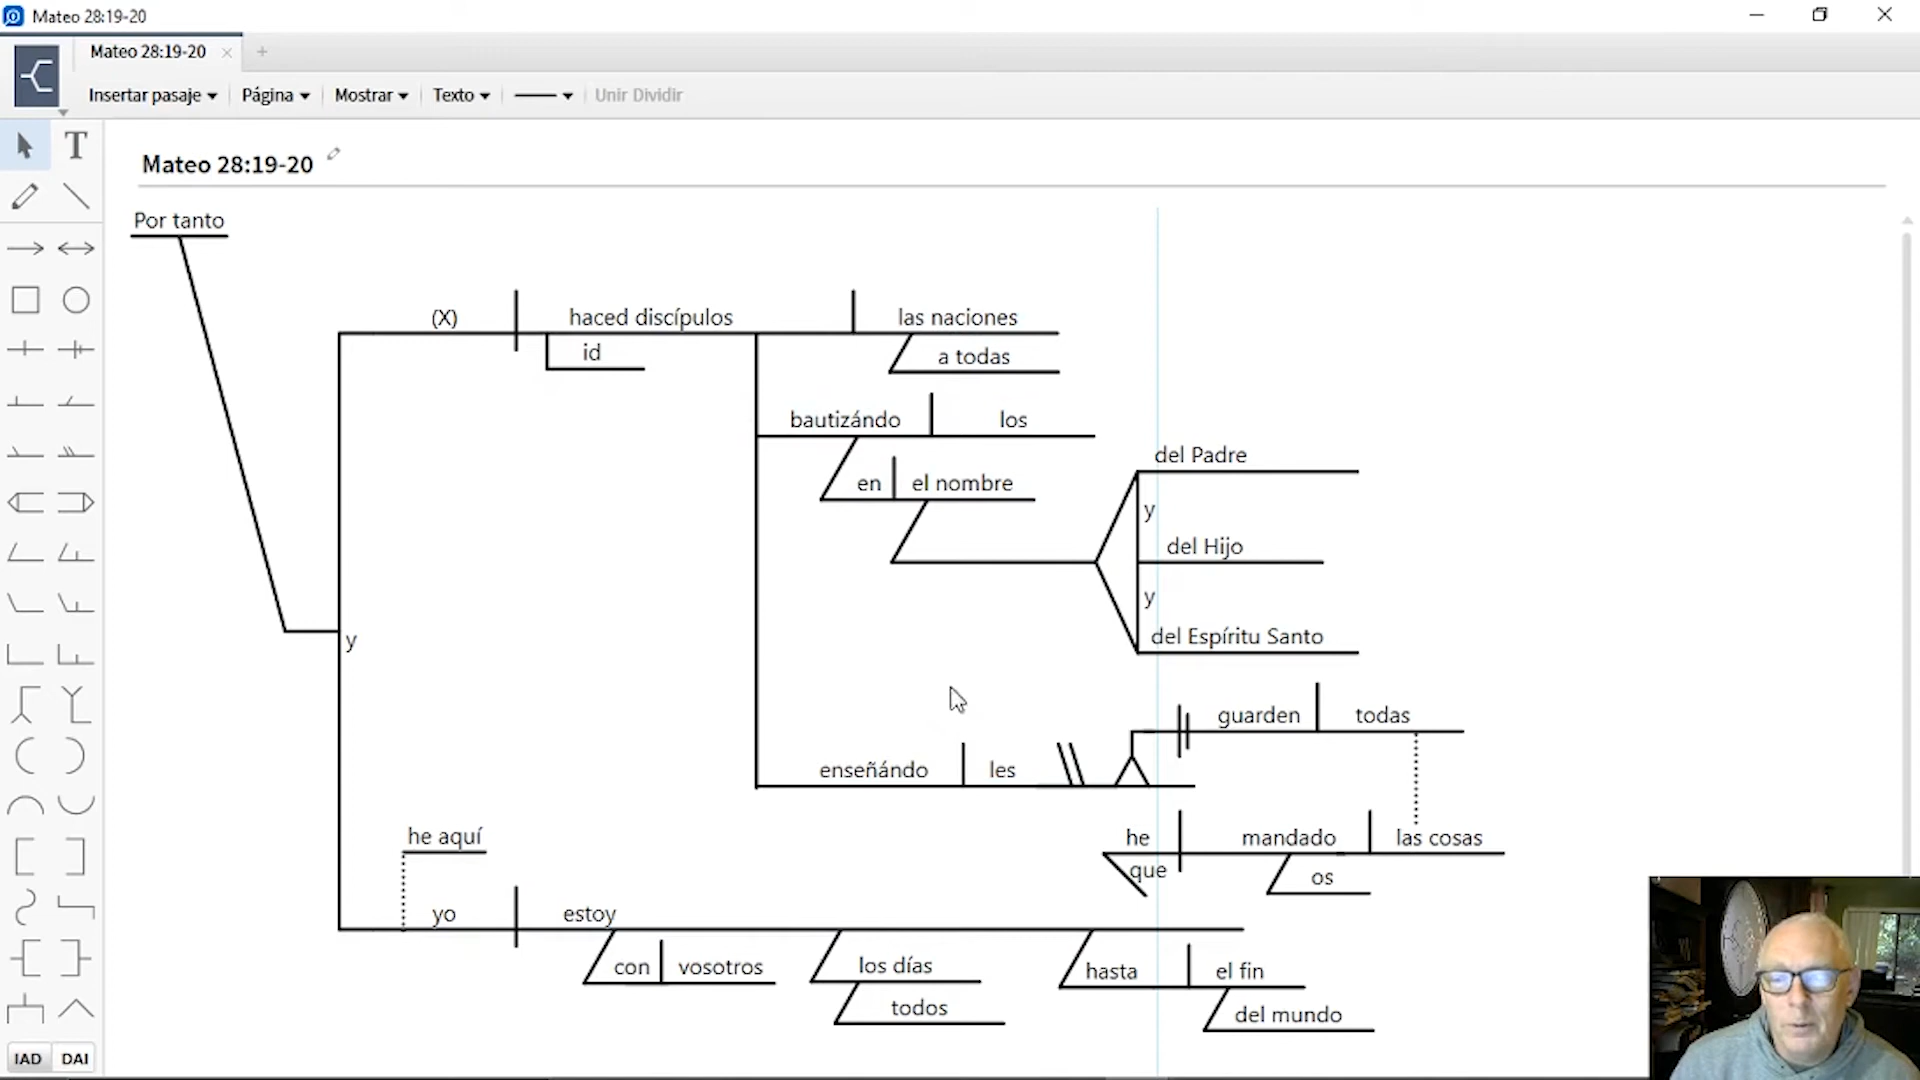 Mateo 28:19-20
Mateo 28:19-20
Insertar pasaje Página Mostrar Texto Unir Dividir
T
Mateo 28:19-20
Por tanto
(X) haced discípulos las naciones
id a todas
bautizándo los
en el nombre
del Padre
y
del Hijo
y
del Espíritu Santo
y
guarden todas
enseñándo les
he aquí
he mandado las cosas
que os
yo estoy
con vosotros los días hasta el fin
todos del mundo
IAD DAI